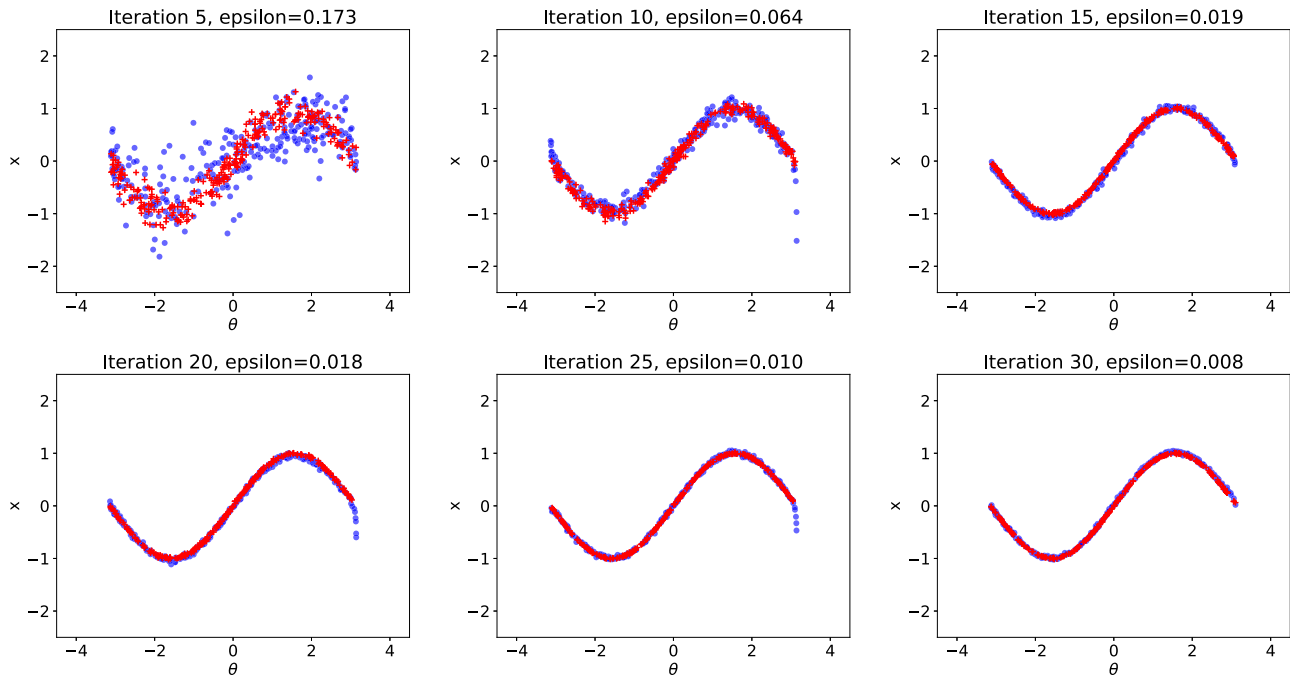 Iteration 5, epsilon=0.173
2
1
0
−1
−2
x
−4 −2 0 2 4
θ
Iteration 10, epsilon=0.064
2
1
0
−1
−2
x
−4 −2 0 2 4
θ
Iteration 15, epsilon=0.019
2
1
0
−1
−2
x
−4 −2 0 2 4
θ
Iteration 20, epsilon=0.018
2
1
0
−1
−2
x
−4 −2 0 2 4
θ
Iteration 25, epsilon=0.010
2
1
0
−1
−2
x
−4 −2 0 2 4
θ
Iteration 30, epsilon=0.008
2
1
0
−1
−2
x
−4 −2 0 2 4
θ